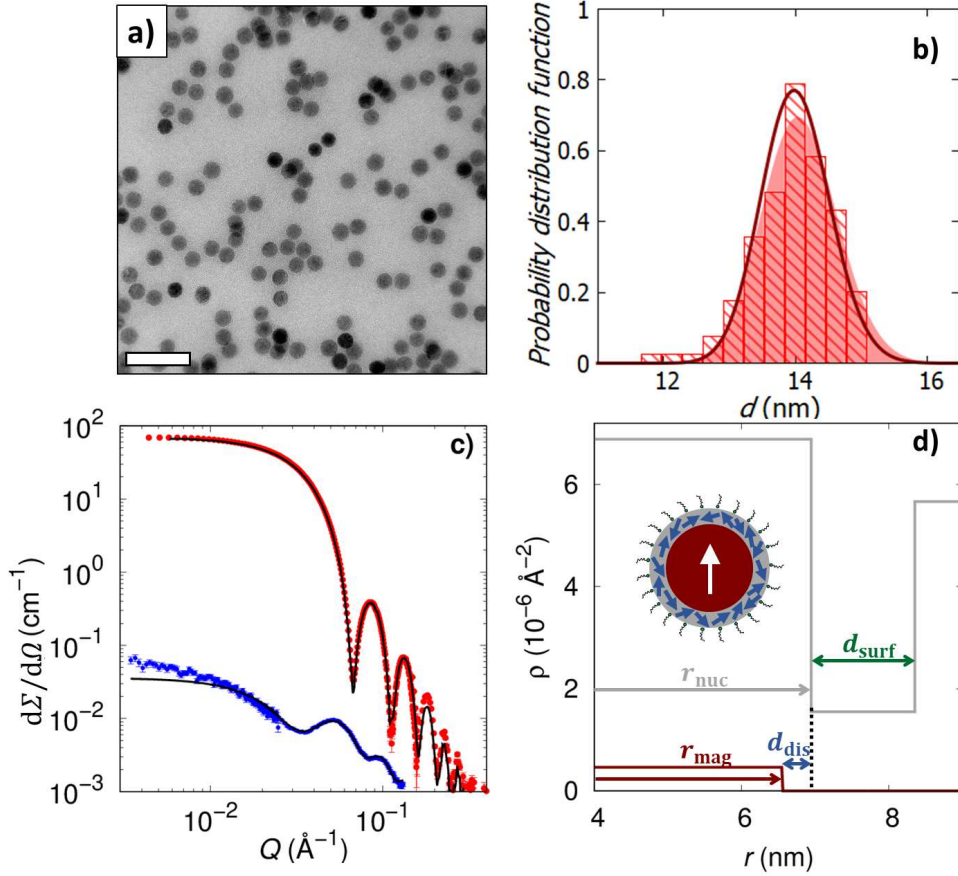 a)
b)
Probability distribution function
1
0.8
0.6
0.4
0.2
0
12
14
16
d (nm)
c)
dΣ/dΩ (cm⁻¹)
10²
10¹
10⁰
10⁻¹
10⁻²
10⁻³
10⁻²
10⁻¹
Q (Å⁻¹)
d)
ρ (10⁻⁶ Å⁻²)
6
4
2
0
d_surf
r_nuc
d_dis
r_mag
4
6
8
r (nm)